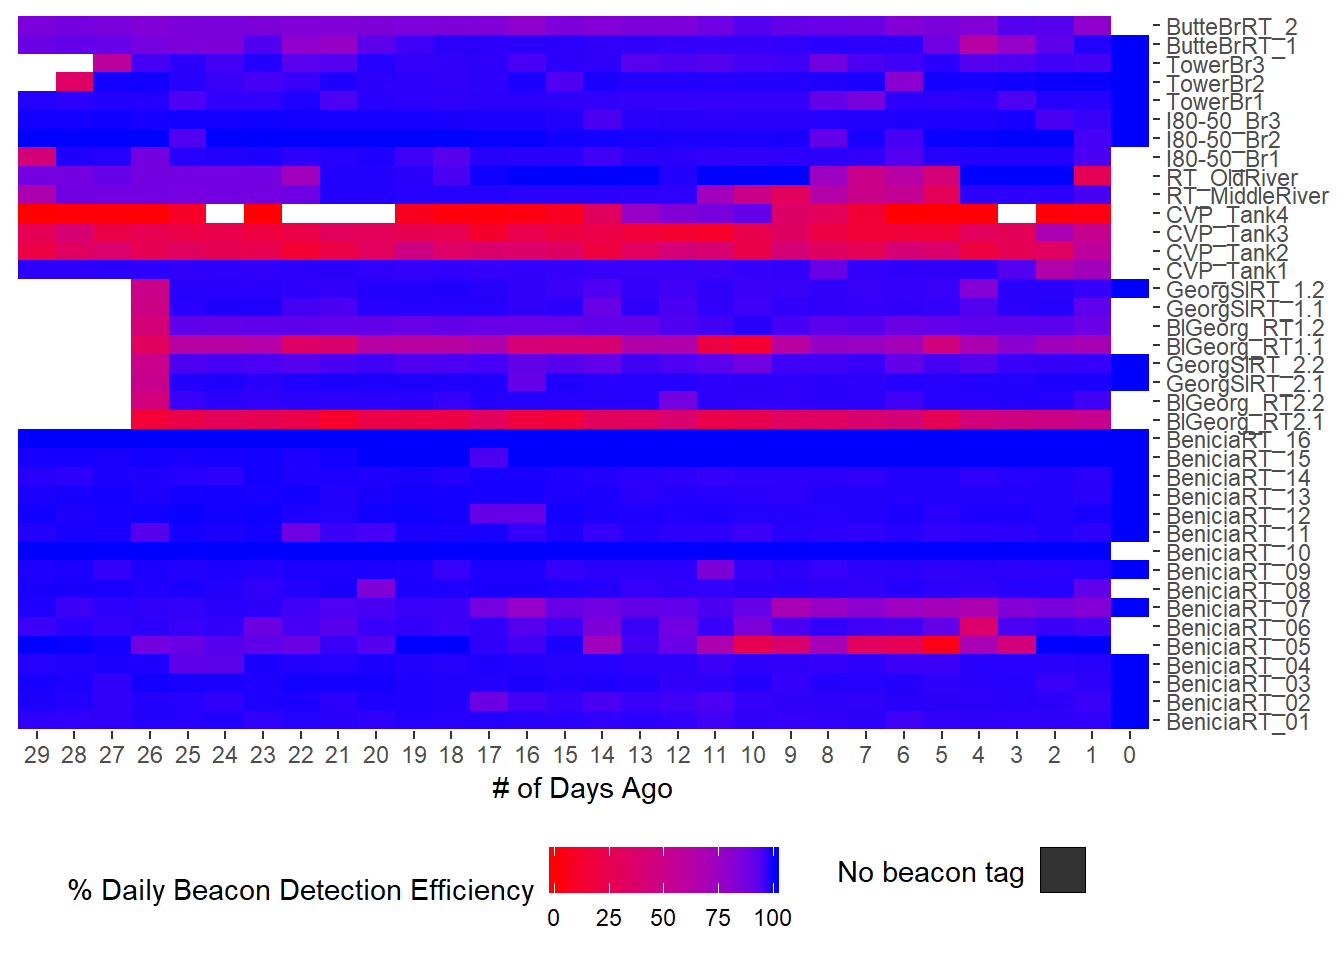 ButteBrRT_2
ButteBrRT_1
TowerBr3
TowerBr2
TowerBr1
I80-50_Br3
I80-50_Br2
I80-50_Br1
RT_OldRiver
RT_MiddleRiver
CVP_Tank4
CVP_Tank3
CVP_Tank2
CVP_Tank1
GeorgSlRT_1.2
GeorgSlRT_1.1
BlGeorg_RT1.2
BlGeorg_RT1.1
GeorgSlRT_2.2
GeorgSlRT_2.1
BlGeorg_RT2.2
BlGeorg_RT2.1
BeniciaRT_16
BeniciaRT_15
BeniciaRT_14
BeniciaRT_13
BeniciaRT_12
BeniciaRT_11
BeniciaRT_10
BeniciaRT_09
BeniciaRT_08
BeniciaRT_07
BeniciaRT_06
BeniciaRT_05
BeniciaRT_04
BeniciaRT_03
BeniciaRT_02
BeniciaRT_01
29 28 27 26 25 24 23 22 21 20 19 18 17 16 15 14 13 12 11 10 9 8 7 6 5 4 3 2 1 0
# of Days Ago
% Daily Beacon Detection Efficiency
0 25 50 75 100
No beacon tag